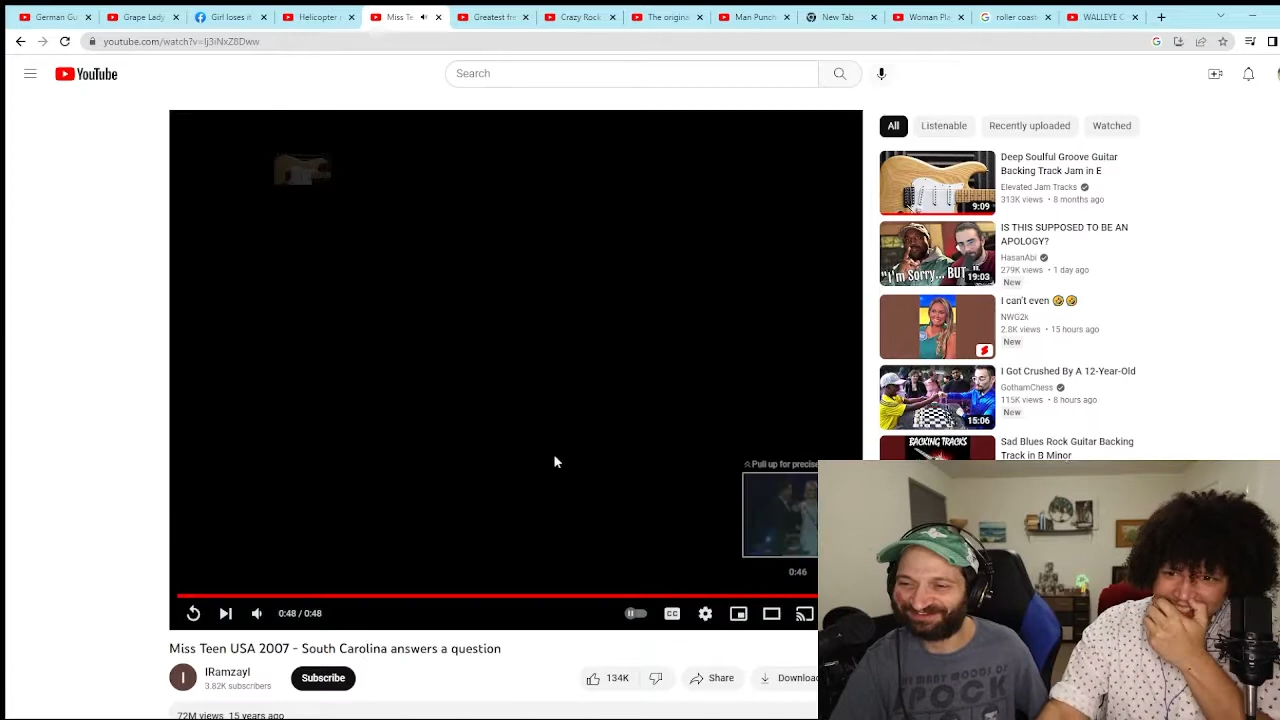 German Gu
Grape Lady
Girl loses it
Helicopter
Miss Te
Greatest fre
Crazy Rock
The origina
Man Punch
New Tab
Woman Pla
roller coast
WALLEYE C
youtube.com/watch?v=lj3iNxZ8Dww
YouTube
Search
All
Listenable
Recently uploaded
Watched
Deep Soulful Groove Guitar
Backing Track Jam in E
Elevated Jam Tracks
313K views • 8 months ago
9:09
IS THIS SUPPOSED TO BE AN
APOLOGY?
HasanAbi
279K views • 1 day ago
New
"I'm Sorry... BUT
19:03
I can't even 🤣🤣
NWG2k
2.8K views • 15 hours ago
New
I Got Crushed By A 12-Year-Old
GothamChess
115K views • 8 hours ago
New
15:06
Sad Blues Rock Guitar Backing
Track in B Minor
BACKING TRACKS
Pull up for precise
0:46
0:48 / 0:48
CC
Miss Teen USA 2007 - South Carolina answers a question
IRamzayI
3.82K subscribers
Subscribe
134K
Share
Download
72M views 15 years ago
MANY MOODS OF
SPOCK